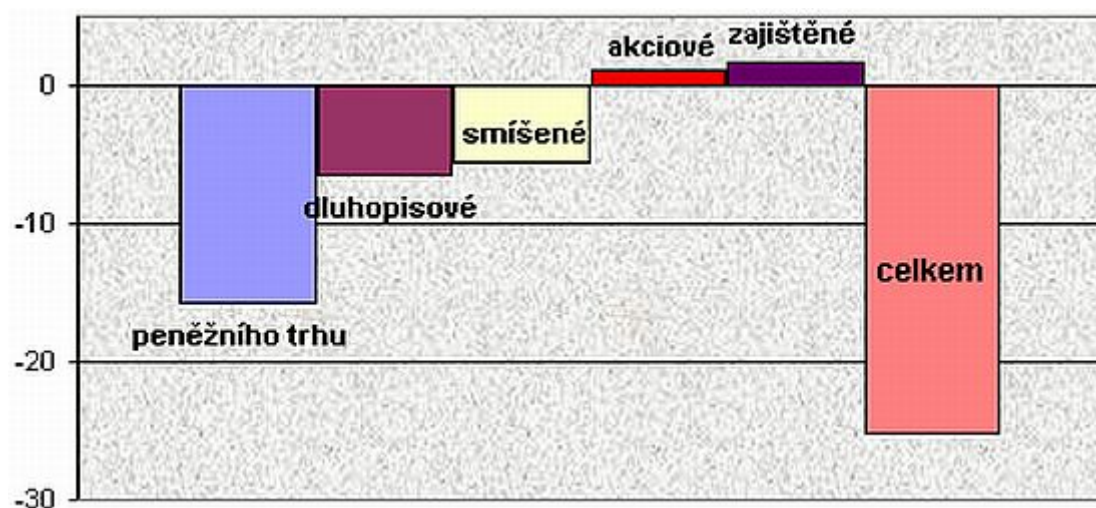 akciové
zajištěné
0
smíšené
dluhopisové
-10
celkem
peněžního trhu
-20
-30